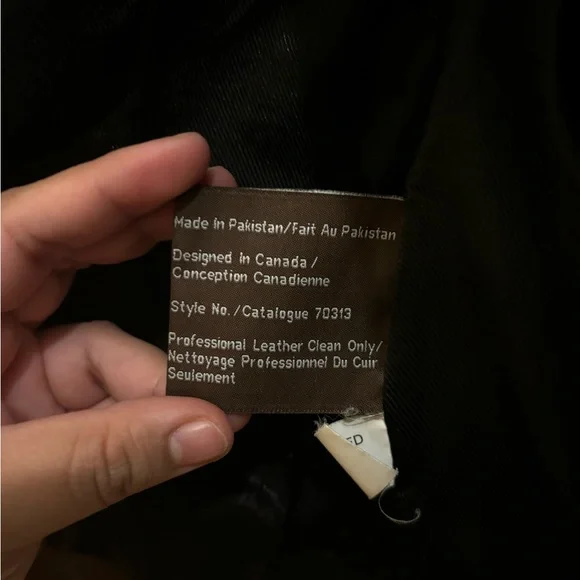 Made In Pakistan/Fait Au Pakistan
Designed in Canada /
Conception Canadienne
Style No./Catalogue 70313
Professional Leather Clean Only/
Nettoyage Professionnel Du Cuir
Seulement